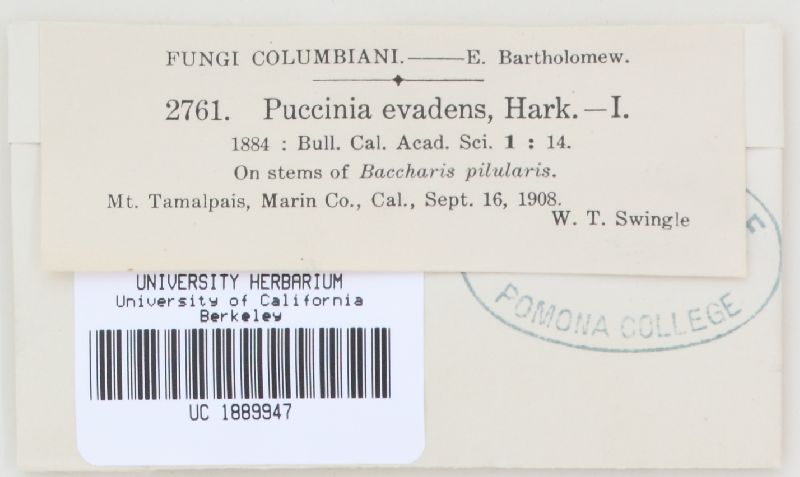 FUNGI COLUMBIANI.——E. Bartholomew.
2761. Puccinia evadens, Hark.—I.
1884 : Bull. Cal. Acad. Sci. 1 : 14.
On stems of Baccharis pilularis.
Mt. Tamalpais, Marin Co., Cal., Sept. 16, 1908.
W. T. Swingle
POMONA COLLEGE
UNIVERSITY HERBARIUM
University of California
Berkeley
UC 1889947